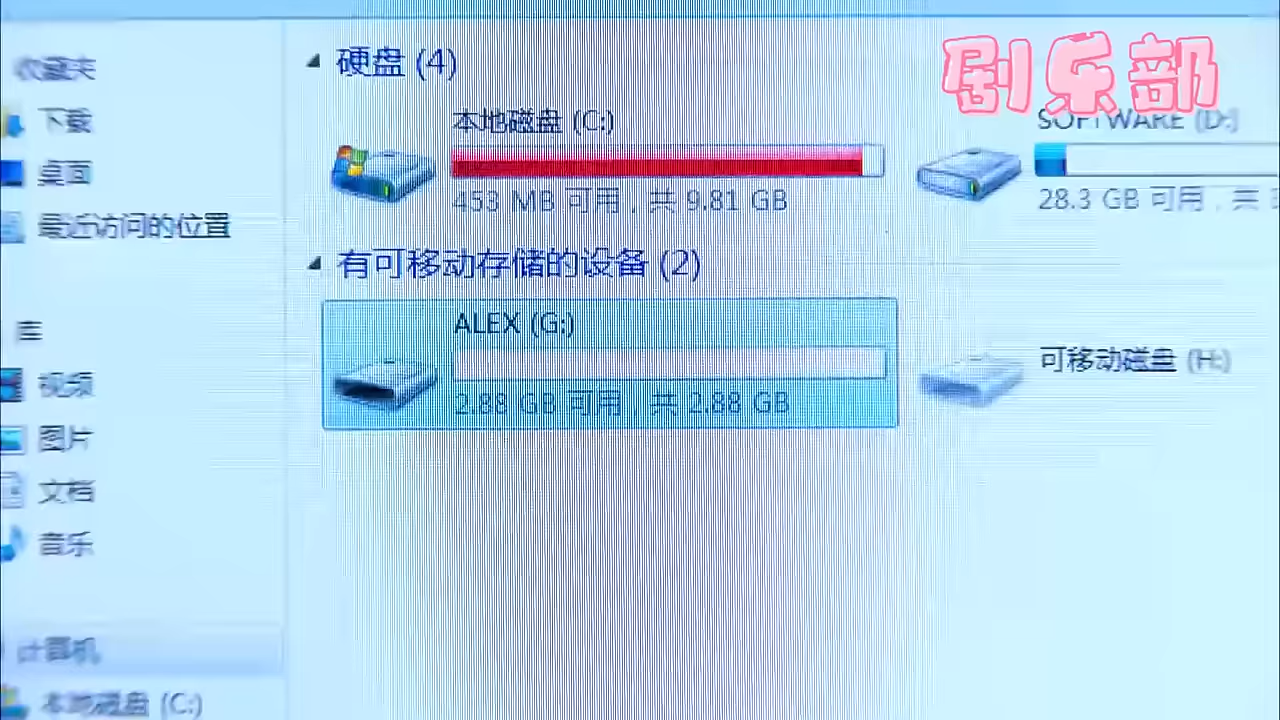 剧乐部
收藏夹
下载
桌面
最近访问的位置
库
视频
图片
文档
音乐
计算机
本地磁盘 (C:)
硬盘 (4)
本地磁盘 (C:)
453 MB 可用，共 9.81 GB
SOFTWARE (D:)
28.3 GB 可用，共
有可移动存储的设备 (2)
ALEX (G:)
2.88 GB 可用，共 2.88 GB
可移动磁盘 (H:)